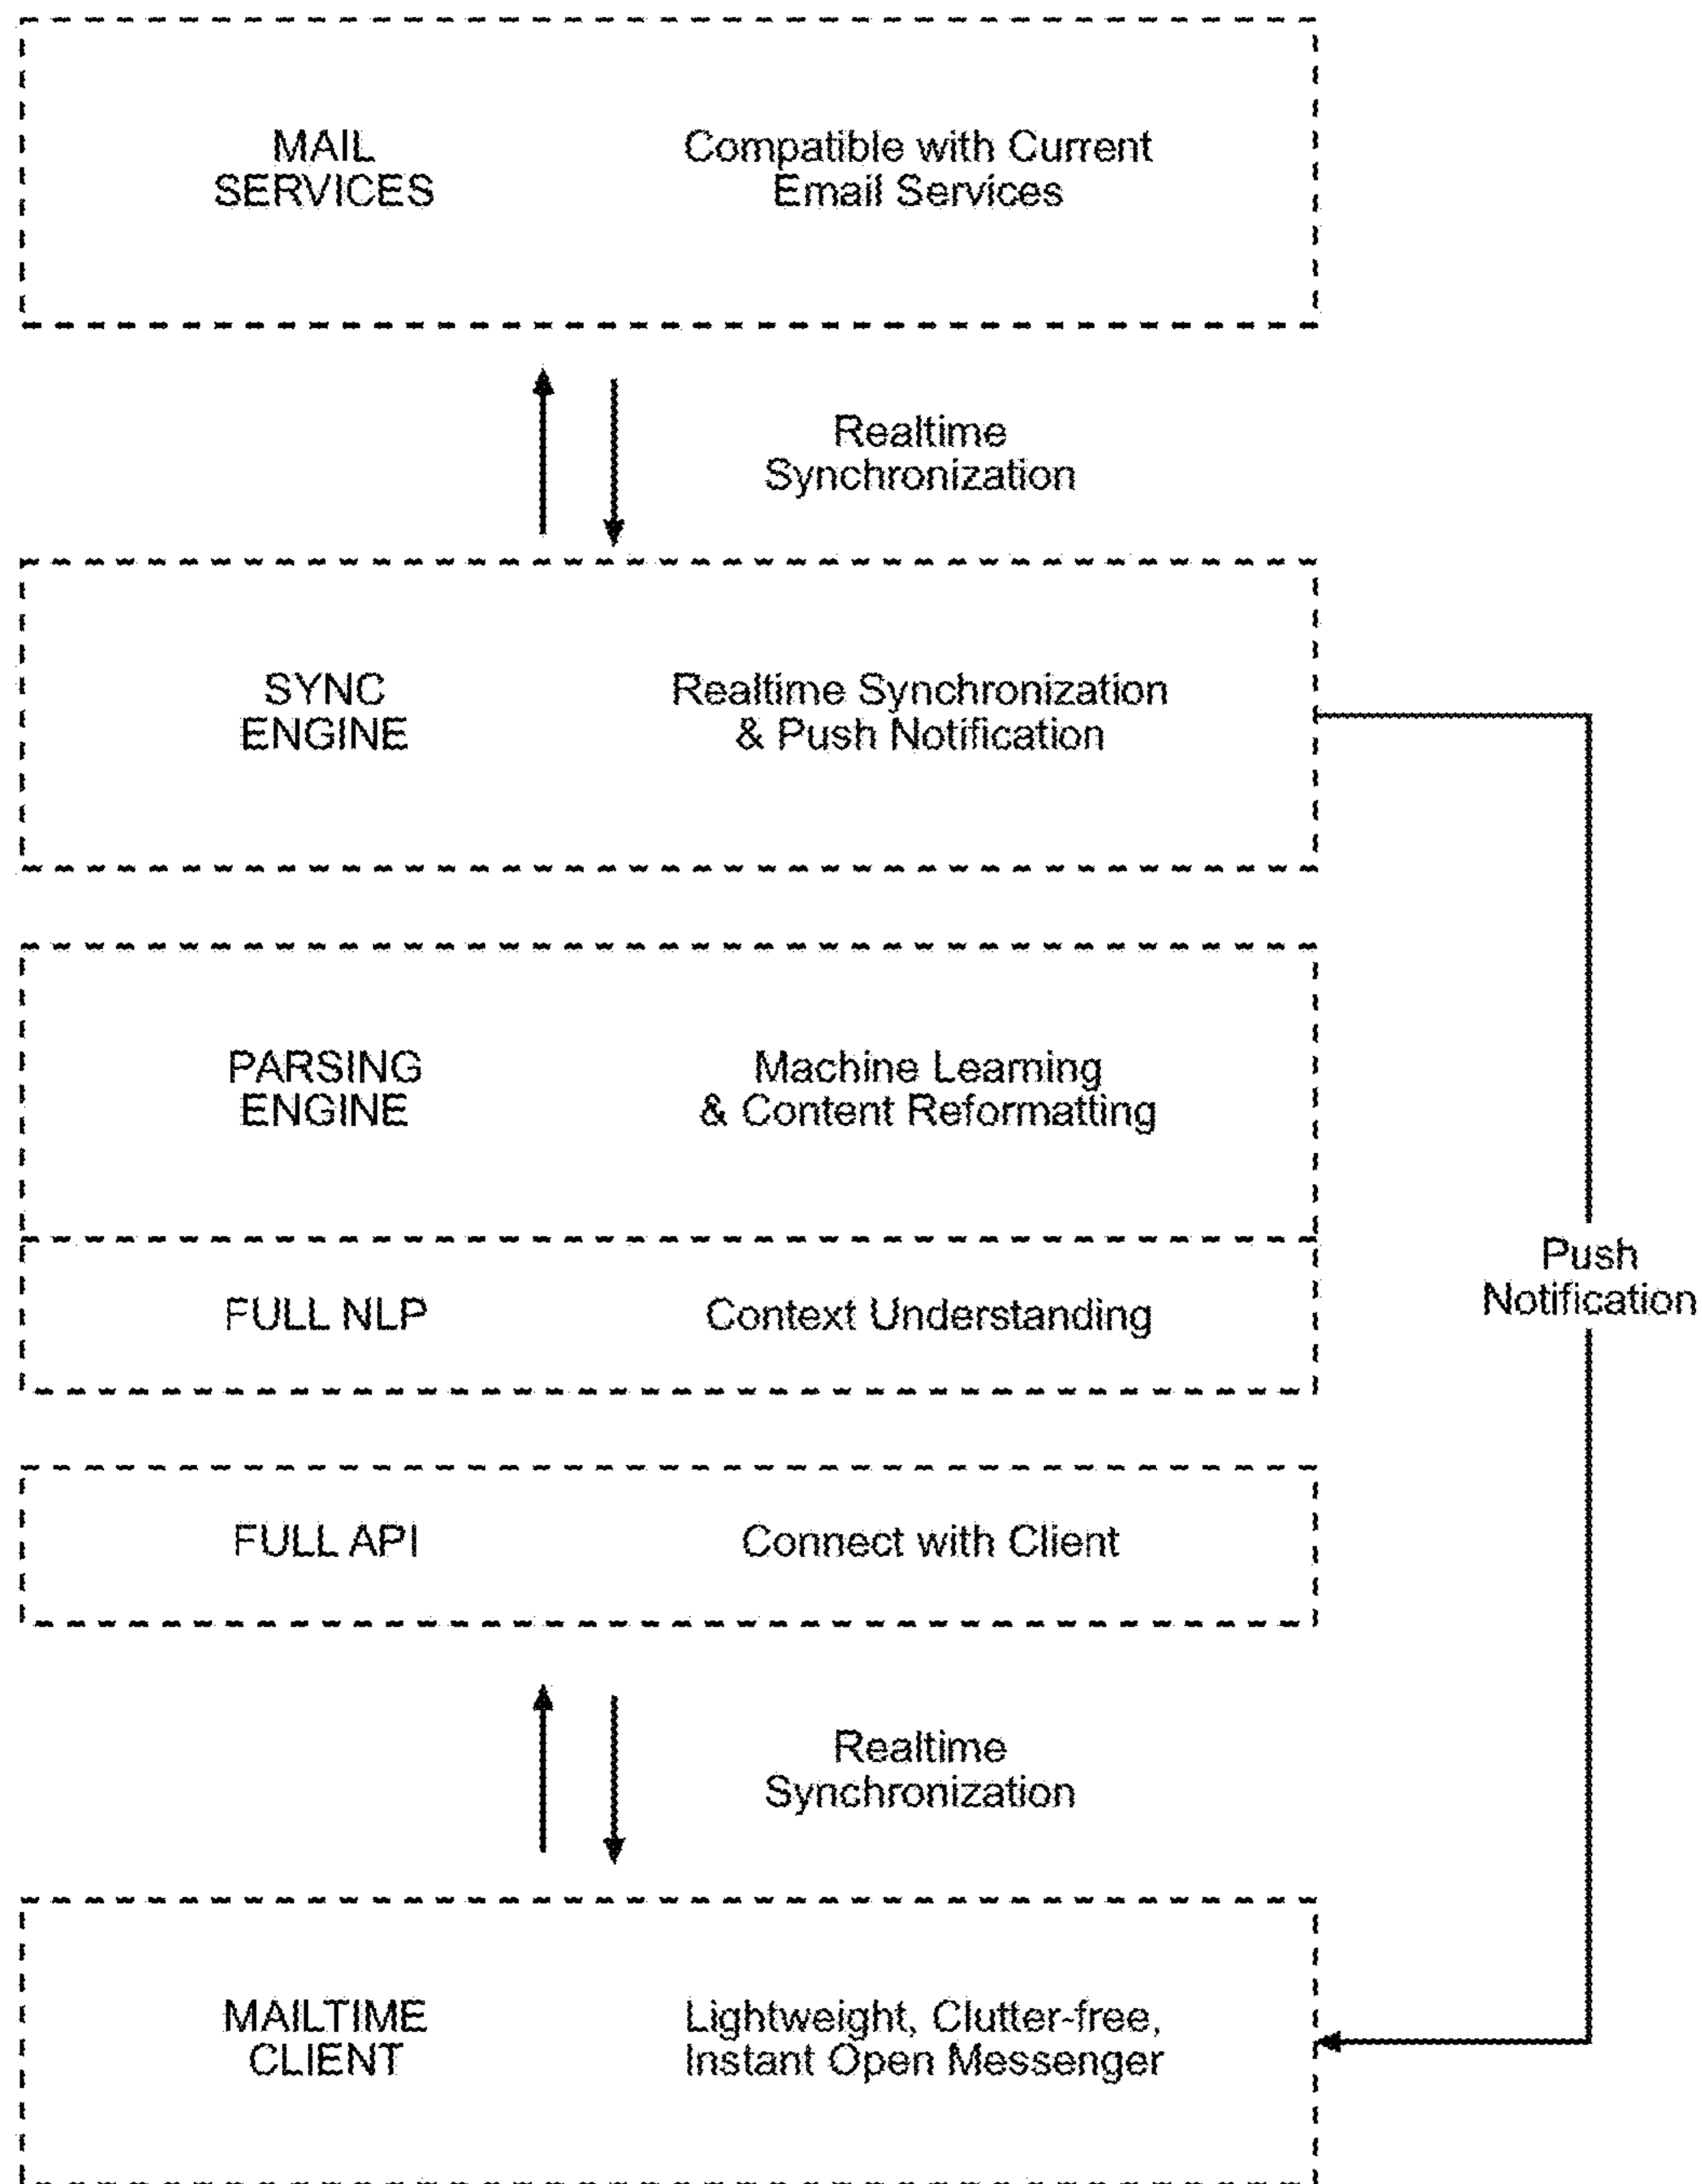 MAIL
SERVICES
Compatible with Current
Email Services
Realtime
Synchronization
SYNC
ENGINE
Realtime Synchronization
& Push Notification
PARSING
ENGINE
Machine Learning
& Content Reformatting
FULL NLP
Context Understanding
Push
Notification
FULL API
Connect with Client
Realtime
Synchronization
MAILTIME
CLIENT
Lightweight, Clutter-free,
Instant Open Messenger